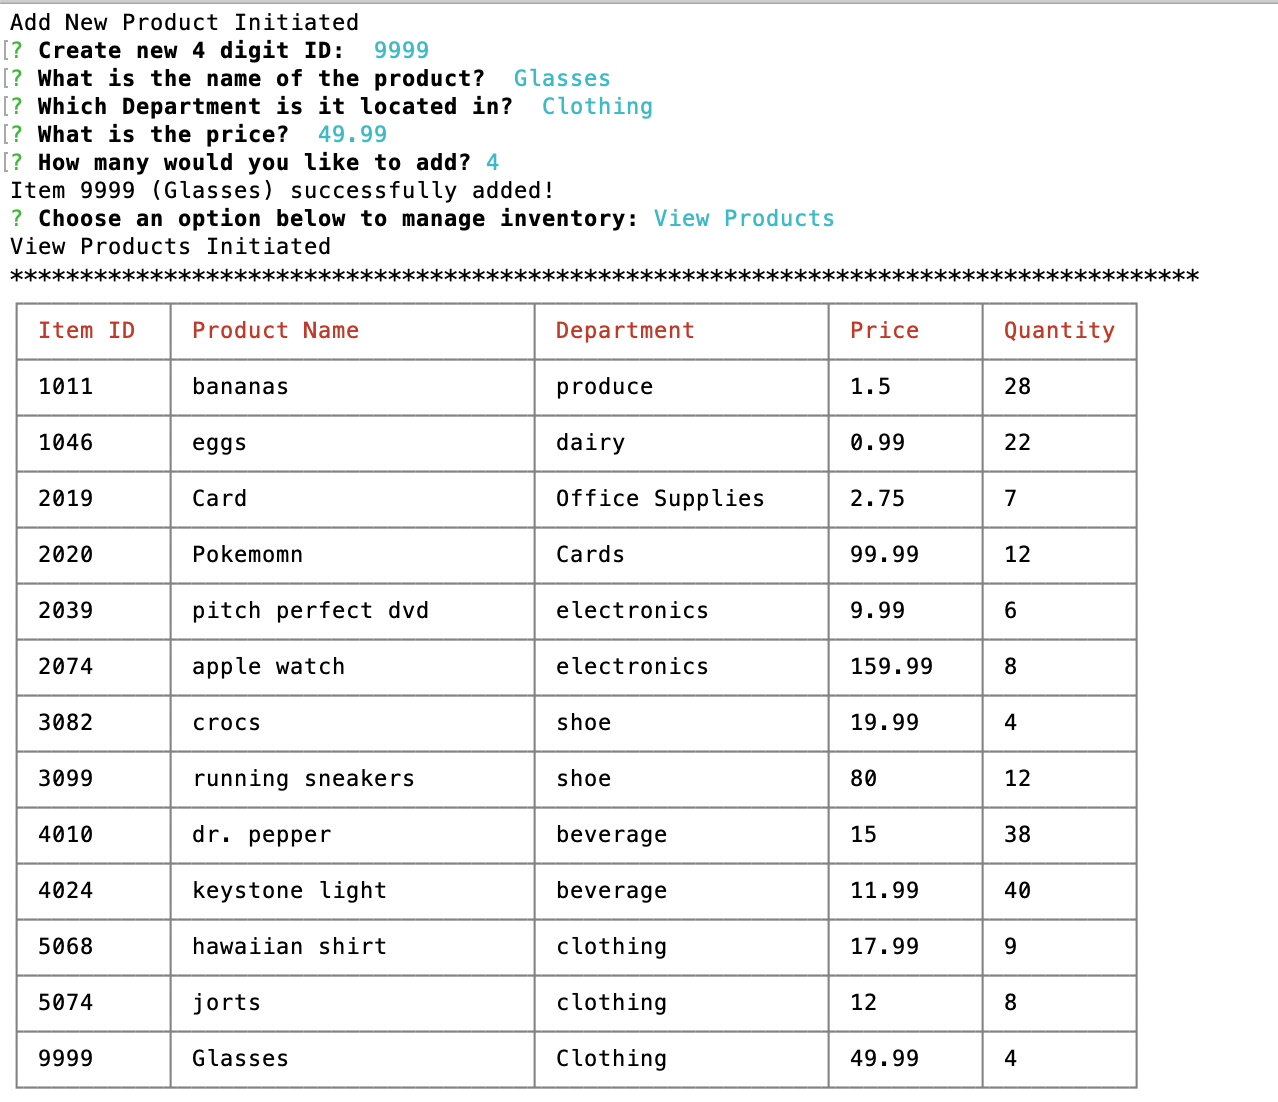 Add New Product Initiated
[? Create new 4 digit ID:  9999
[? What is the name of the product?  Glasses
[? Which Department is it located in?  Clothing
[? What is the price?  49.99
[? How many would you like to add? 4
Item 9999 (Glasses) successfully added!
? Choose an option below to manage inventory: View Products
View Products Initiated
*************************************************************************************
Item ID Product Name Department Price Quantity
1011 bananas produce 1.5 28
1046 eggs dairy 0.99 22
2019 Card Office Supplies 2.75 7
2020 Pokemomn Cards 99.99 12
2039 pitch perfect dvd electronics 9.99 6
2074 apple watch electronics 159.99 8
3082 crocs shoe 19.99 4
3099 running sneakers shoe 80 12
4010 dr. pepper beverage 15 38
4024 keystone light beverage 11.99 40
5068 hawaiian shirt clothing 17.99 9
5074 jorts clothing 12 8
9999 Glasses Clothing 49.99 4